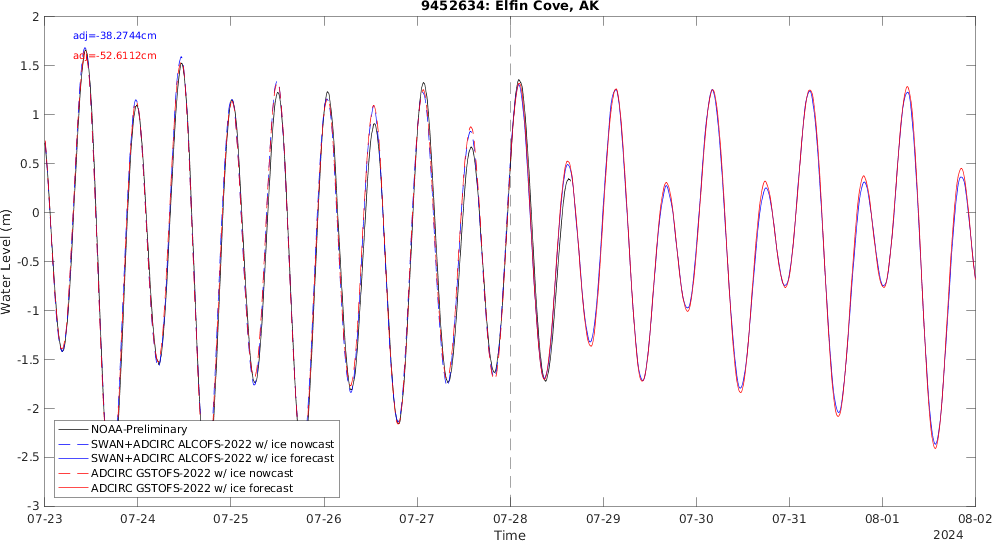 9452634: Elfin Cove, AK
adj=-38.2744cm
adj=-52.6112cm
Water Level (m)
2
1.5
1
0.5
0
-0.5
-1
-1.5
-2
-2.5
-3
NOAA-Preliminary
SWAN+ADCIRC ALCOFS-2022 w/ ice nowcast
SWAN+ADCIRC ALCOFS-2022 w/ ice forecast
ADCIRC GSTOFS-2022 w/ ice nowcast
ADCIRC GSTOFS-2022 w/ ice forecast
07-23 07-24 07-25 07-26 07-27 07-28 07-29 07-30 07-31 08-01 08-02
Time
2024